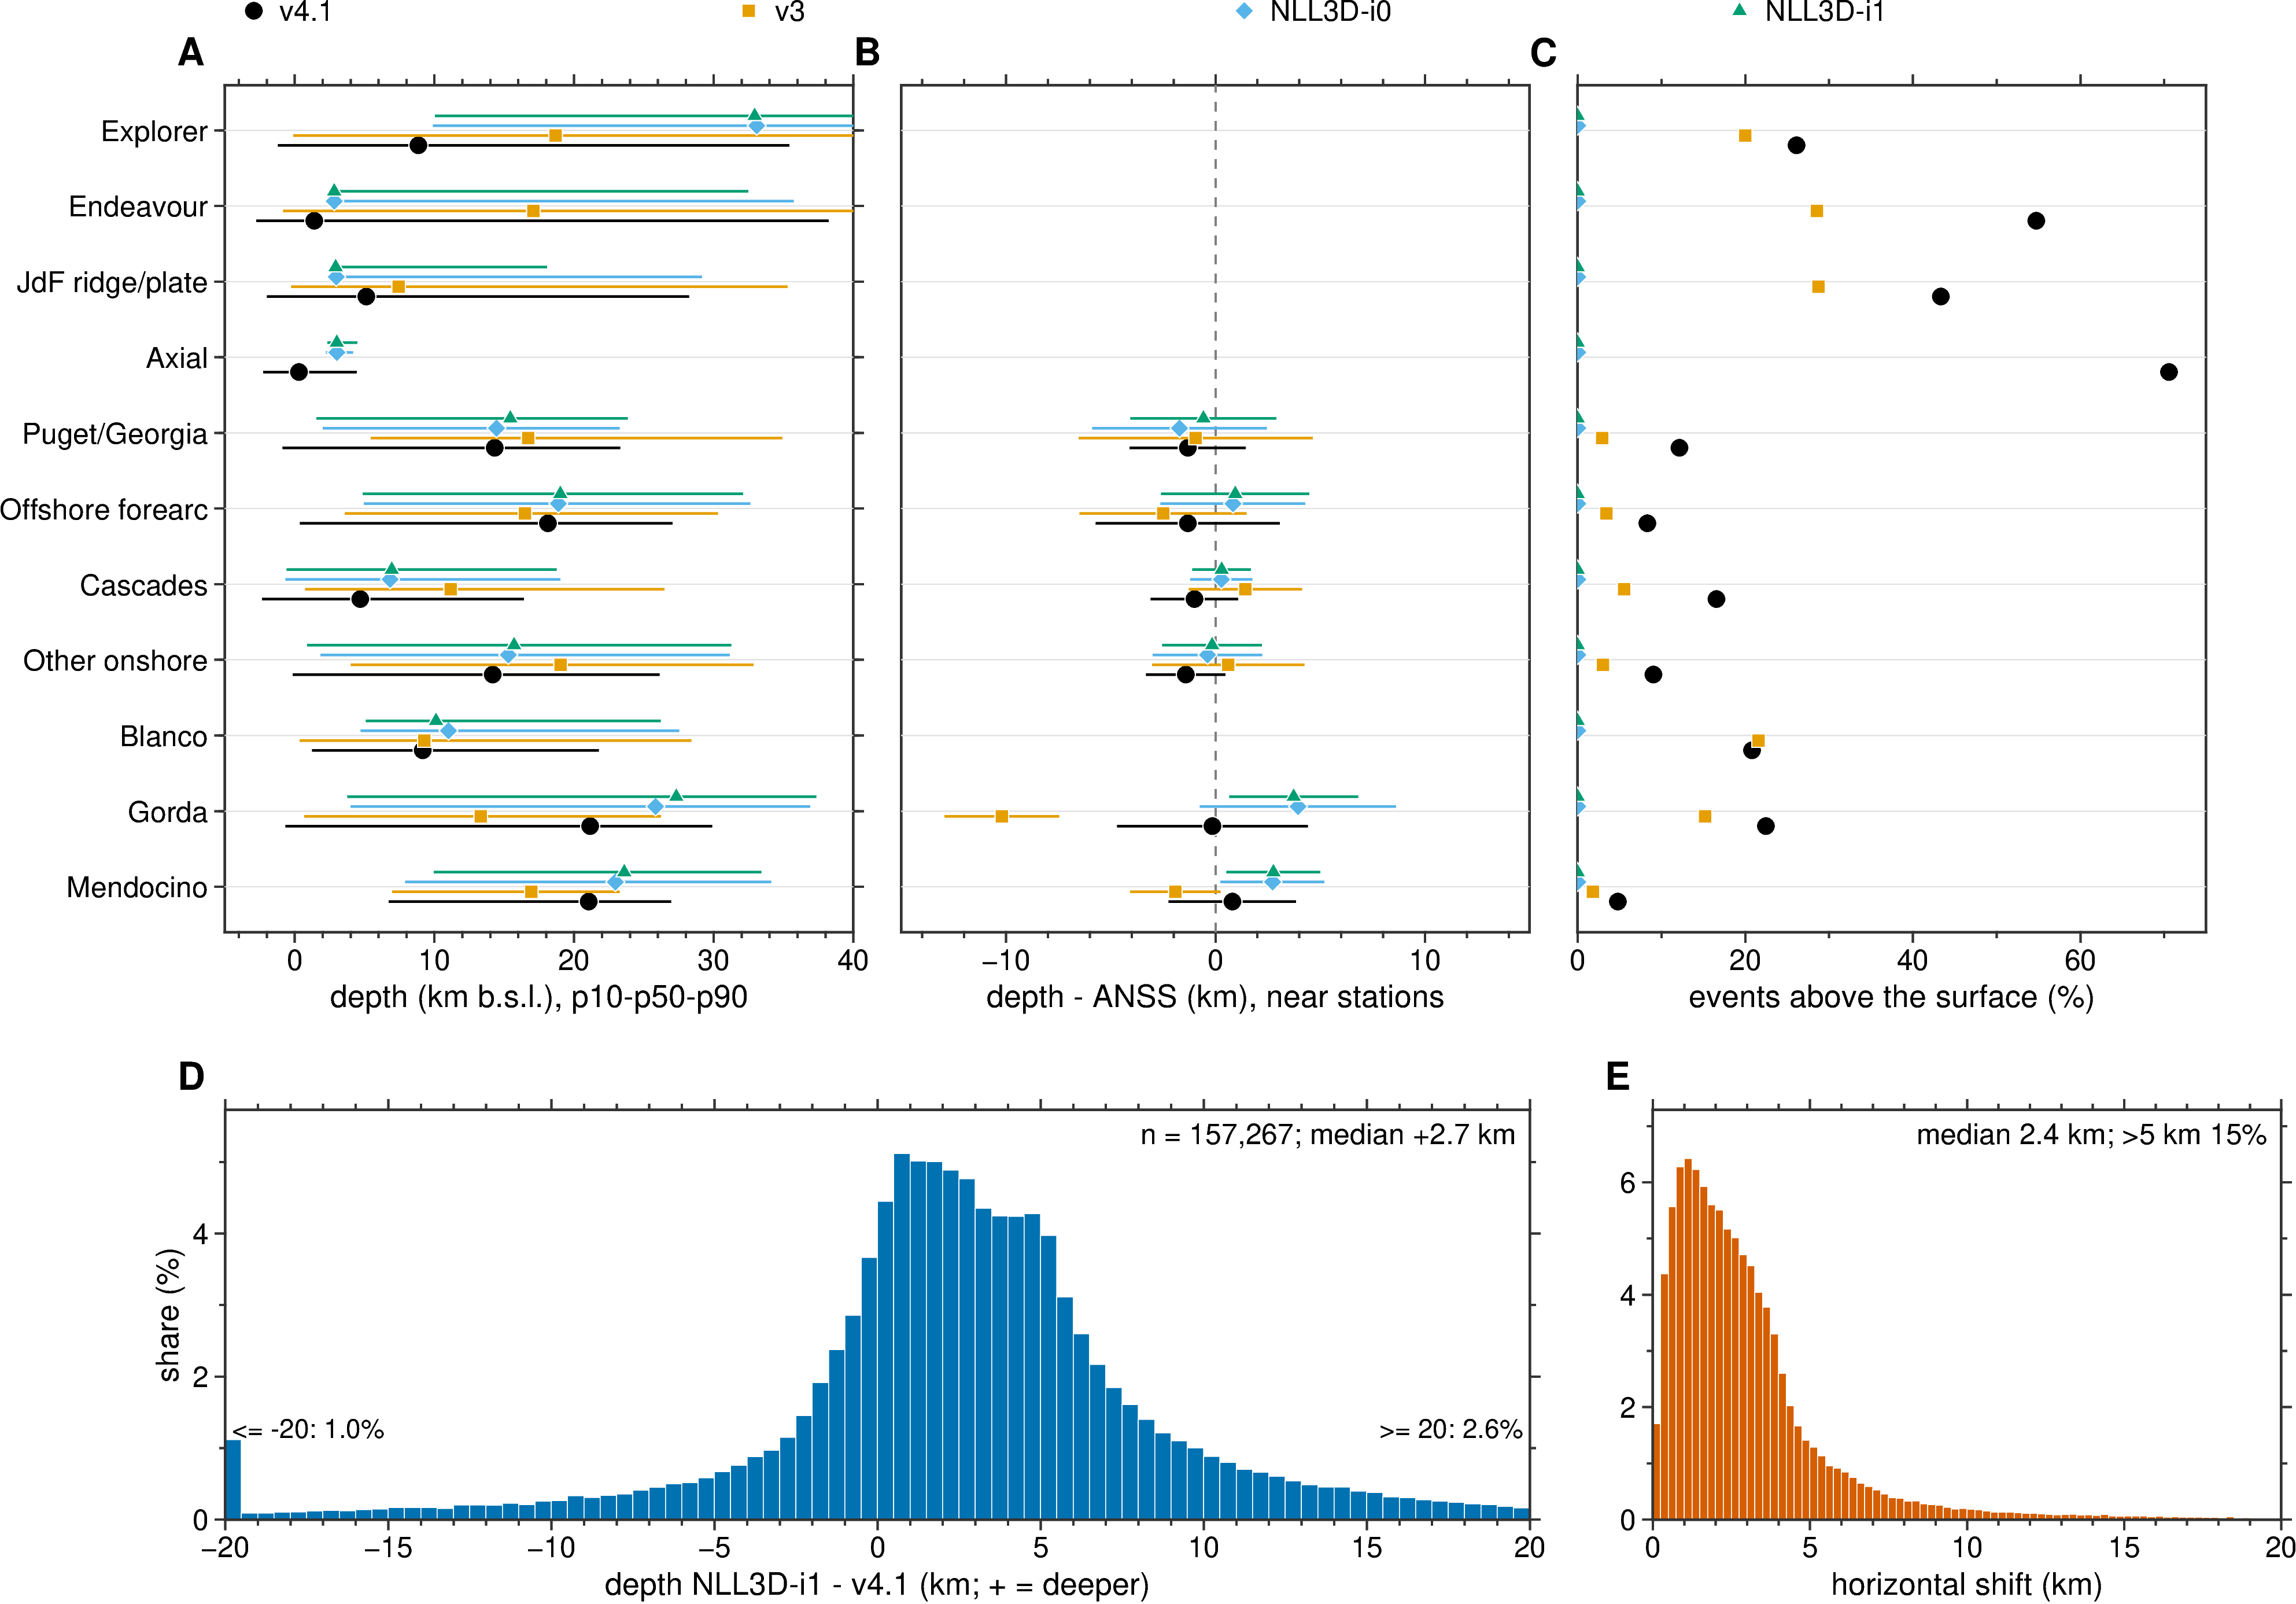 v4.1 v3 NLL3D-i0 NLL3D-i1
A B C
Explorer
Endeavour
JdF ridge/plate
Axial
Puget/Georgia
Offshore forearc
Cascades
Other onshore
Blanco
Gorda
Mendocino
0 10 20 30 40
depth (km b.s.l.), p10-p50-p90
−10 0 10
depth - ANSS (km), near stations
0 20 40 60
events above the surface (%)
D
n = 157,267; median +2.7 km
<= -20: 1.0%
>= 20: 2.6%
share (%)
4
2
0
−20 −15 −10 −5 0 5 10 15 20
depth NLL3D-i1 - v4.1 (km; + = deeper)
E
median 2.4 km; >5 km 15%
6
4
2
0
0 5 10 15 20
horizontal shift (km)